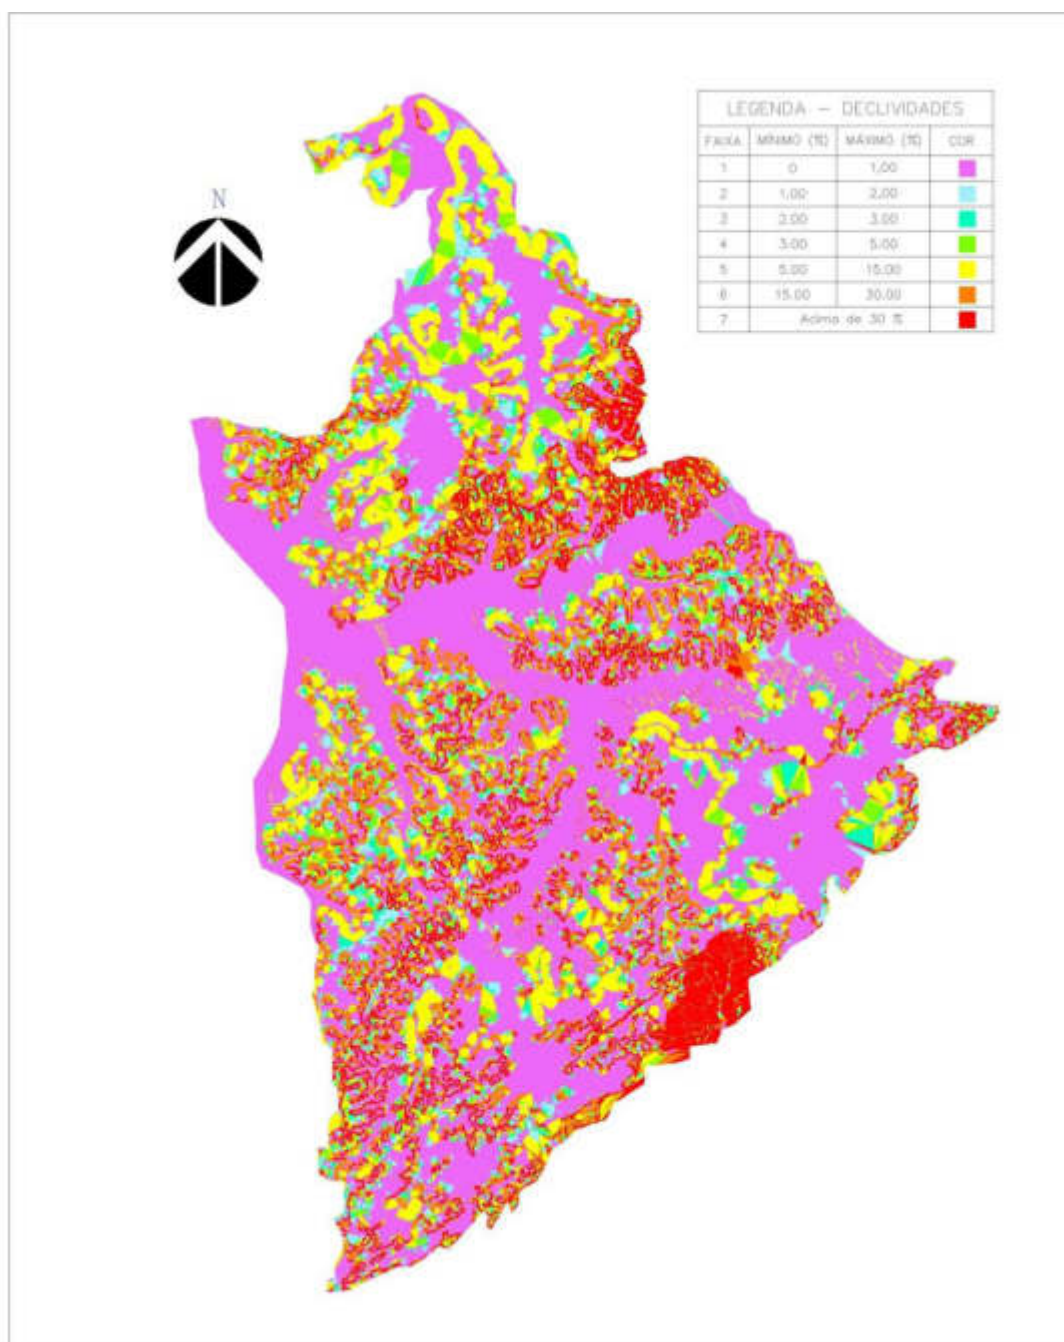 N
LEGENDA – DECLIVIDADES
FAIXA MÍNIMO (%) MÁXIMO (%) COR
1 0 1,00
2 1,00 2,00
3 2,00 3,00
4 3,00 5,00
5 5,00 15,00
6 15,00 30,00
7 Acima de 30 %